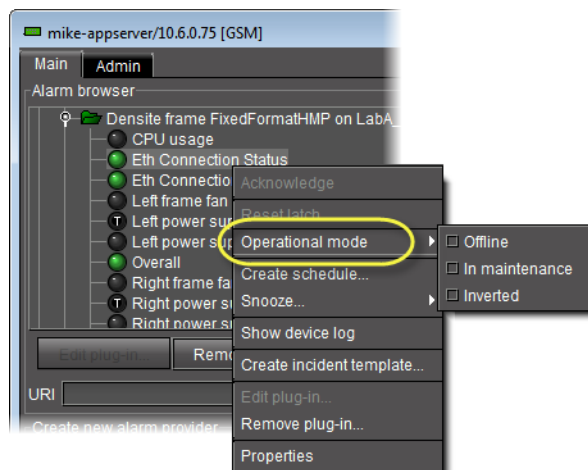 mike-appserver/10.6.0.75 [GSM]
Main Admin
Alarm browser
Densite frame FixedFormatHMP on LabA_
CPU usage
Eth Connection Status
Eth Connectio
Left frame fan
T Left power sup
Left power sup
Overall
Right frame fa
T Right power su
Right power su
Edit plug-in... Remo
URI
Create new alarm provider
Acknowledge
Reset latch
Operational mode
Create schedule...
Snooze...
Show device log
Create incident template...
Edit plug-in...
Remove plug-in...
Properties
Offline
In maintenance
Inverted